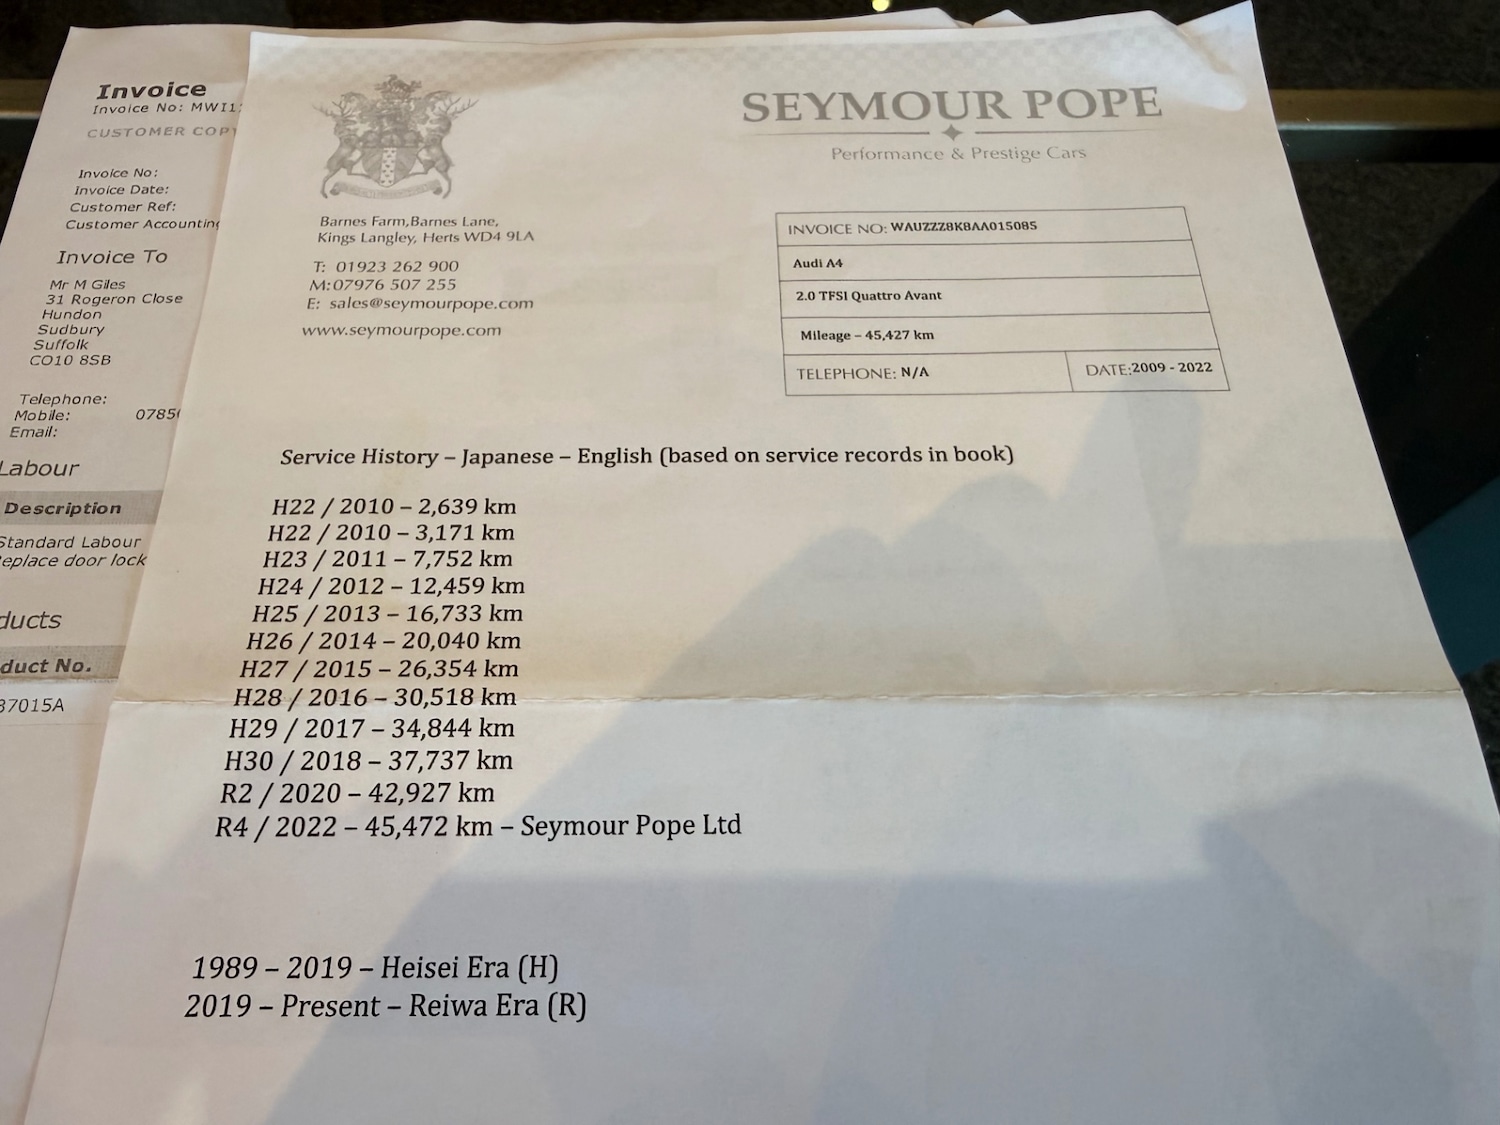 Invoice
Invoice No: MWI1
CUSTOMER COPY
Invoice No:
Invoice Date:
Customer Ref:
Customer Accounting
Invoice To
Mr M Giles
31 Rogeron Close
Hundon
Sudbury
Suffolk
CO10 8SB
Telephone:
Mobile: 0785
Email:
Labour
Description
Standard Labour
eplace door lock
ducts
duct No.
37015A
SEYMOUR POPE
Performance & Prestige Cars
Barnes Farm,Barnes Lane,
Kings Langley, Herts WD4 9LA
T: 01923 262 900
M:07976 507 255
E: sales@seymourpope.com
www.seymourpope.com
INVOICE NO: WAUZZZ8K8AA015085
Audi A4
2.0 TFSI Quattro Avant
Mileage – 45,427 km
TELEPHONE: N/A DATE:2009 - 2022
Service History – Japanese – English (based on service records in book)
H22 / 2010 – 2,639 km
H22 / 2010 – 3,171 km
H23 / 2011 – 7,752 km
H24 / 2012 – 12,459 km
H25 / 2013 – 16,733 km
H26 / 2014 – 20,040 km
H27 / 2015 – 26,354 km
H28 / 2016 – 30,518 km
H29 / 2017 – 34,844 km
H30 / 2018 – 37,737 km
R2 / 2020 – 42,927 km
R4 / 2022 – 45,472 km – Seymour Pope Ltd
1989 – 2019 – Heisei Era (H)
2019 – Present – Reiwa Era (R)